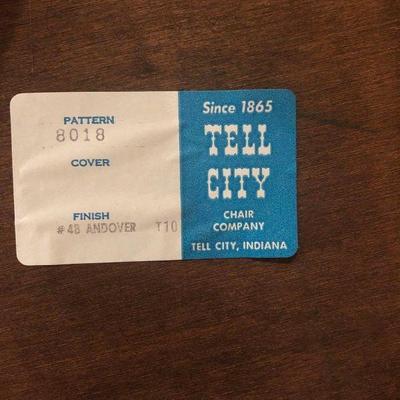 PATTERN
8018
COVER
FINISH
#48 ANDOVER T10
Since 1865
TELL
CITY
CHAIR
COMPANY
TELL CITY, INDIANA